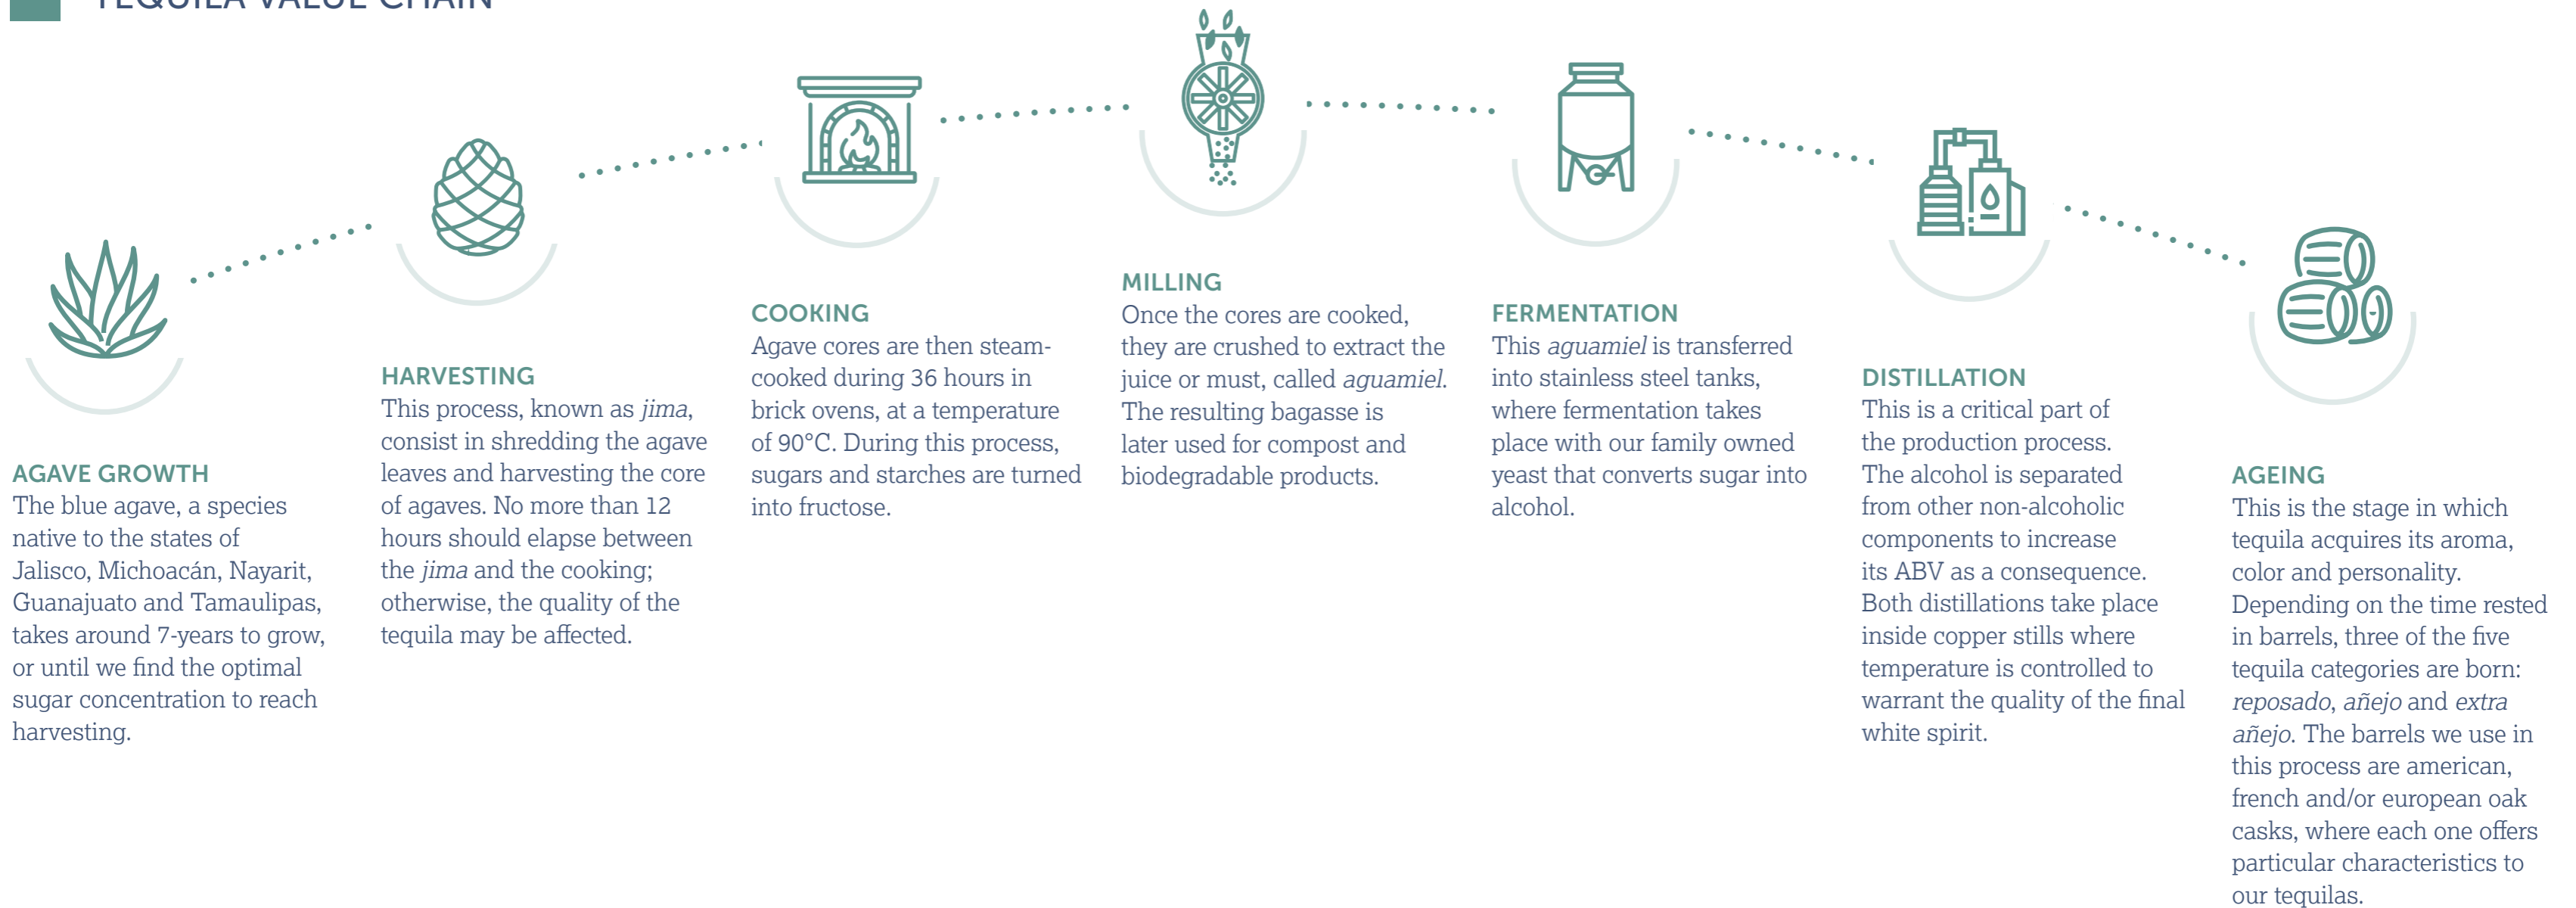 TEQUILA VALUE CHAIN
AGAVE GROWTH
The blue agave, a species
native to the states of
Jalisco, Michoacán, Nayarit,
Guanajuato and Tamaulipas,
takes around 7-years to grow,
or until we find the optimal
sugar concentration to reach
harvesting.
HARVESTING
This process, known as jima,
consist in shredding the agave
leaves and harvesting the core
of agaves. No more than 12
hours should elapse between
the jima and the cooking;
otherwise, the quality of the
tequila may be affected.
COOKING
Agave cores are then steam-
cooked during 36 hours in
brick ovens, at a temperature
of 90°C. During this process,
sugars and starches are turned
into fructose.
MILLING
Once the cores are cooked,
they are crushed to extract the
juice or must, called aguamiel.
The resulting bagasse is
later used for compost and
biodegradable products.
FERMENTATION
This aguamiel is transferred
into stainless steel tanks,
where fermentation takes
place with our family owned
yeast that converts sugar into
alcohol.
DISTILLATION
This is a critical part of
the production process.
The alcohol is separated
from other non-alcoholic
components to increase
its ABV as a consequence.
Both distillations take place
inside copper stills where
temperature is controlled to
warrant the quality of the final
white spirit.
AGEING
This is the stage in which
tequila acquires its aroma,
color and personality.
Depending on the time rested
in barrels, three of the five
tequila categories are born:
reposado, añejo and extra
añejo. The barrels we use in
this process are american,
french and/or european oak
casks, where each one offers
particular characteristics to
our tequilas.